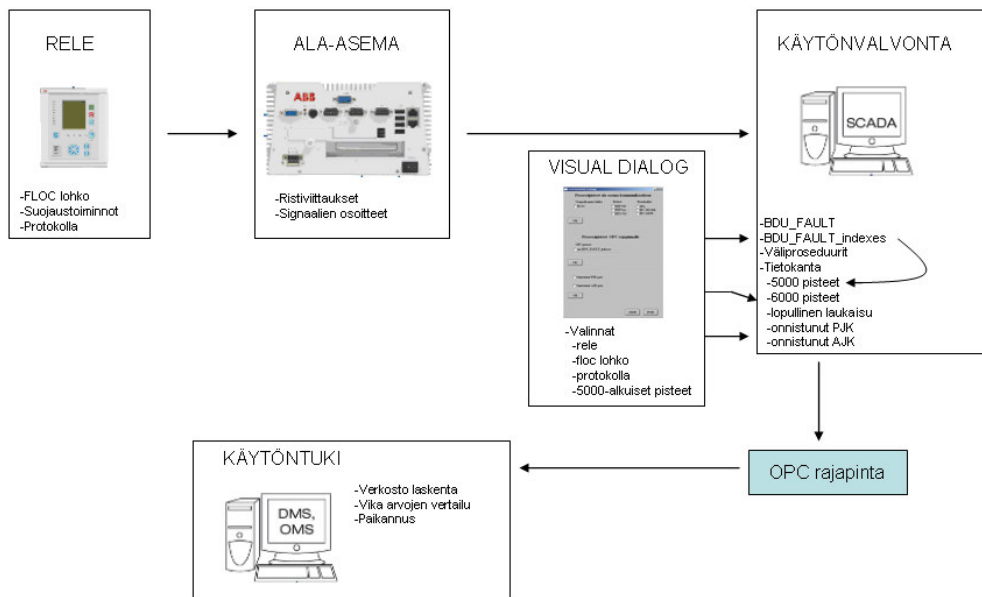 RELE
-FLOC lohko
-Suojaustoiminnot
-Protokolla
ALA-ASEMA
ABB
-Ristiviittaukset
-Signaalien osoitteet
KÄYTÖNVALVONTA
SCADA
-BDU_FAULT
-BDU_FAULT_indexes
-Väliproseduurit
-Tietokanta
-5000 pisteet
-6000 pisteet
-lopullinen laukaisu
-onnistunut PJK
-onnistunut AJK
VISUAL DIALOG
-Valinnat
-rele
-floc lohko
-protokolla
-5000-alkuiset pisteet
OPC rajapinta
KÄYTÖNTUKI
DMS,
OMS
-Verkosto laskenta
-Vika arvojen vertailu
-Paikannus